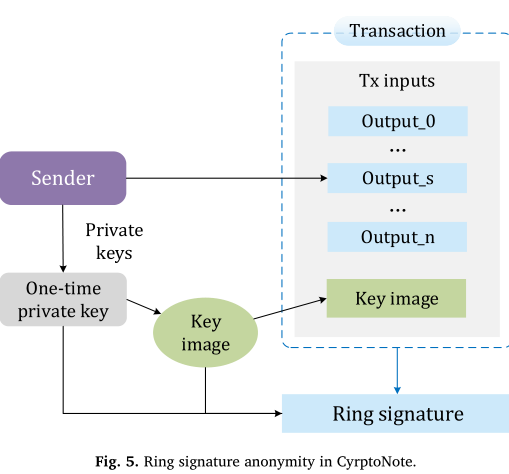 Transaction
Tx inputs
Output_0
...
Sender
Output_s
...
Private
keys
Output_n
One-time
private key
Key image
Key
image
Ring signature
Fig. 5. Ring signature anonymity in CyrptoNote.